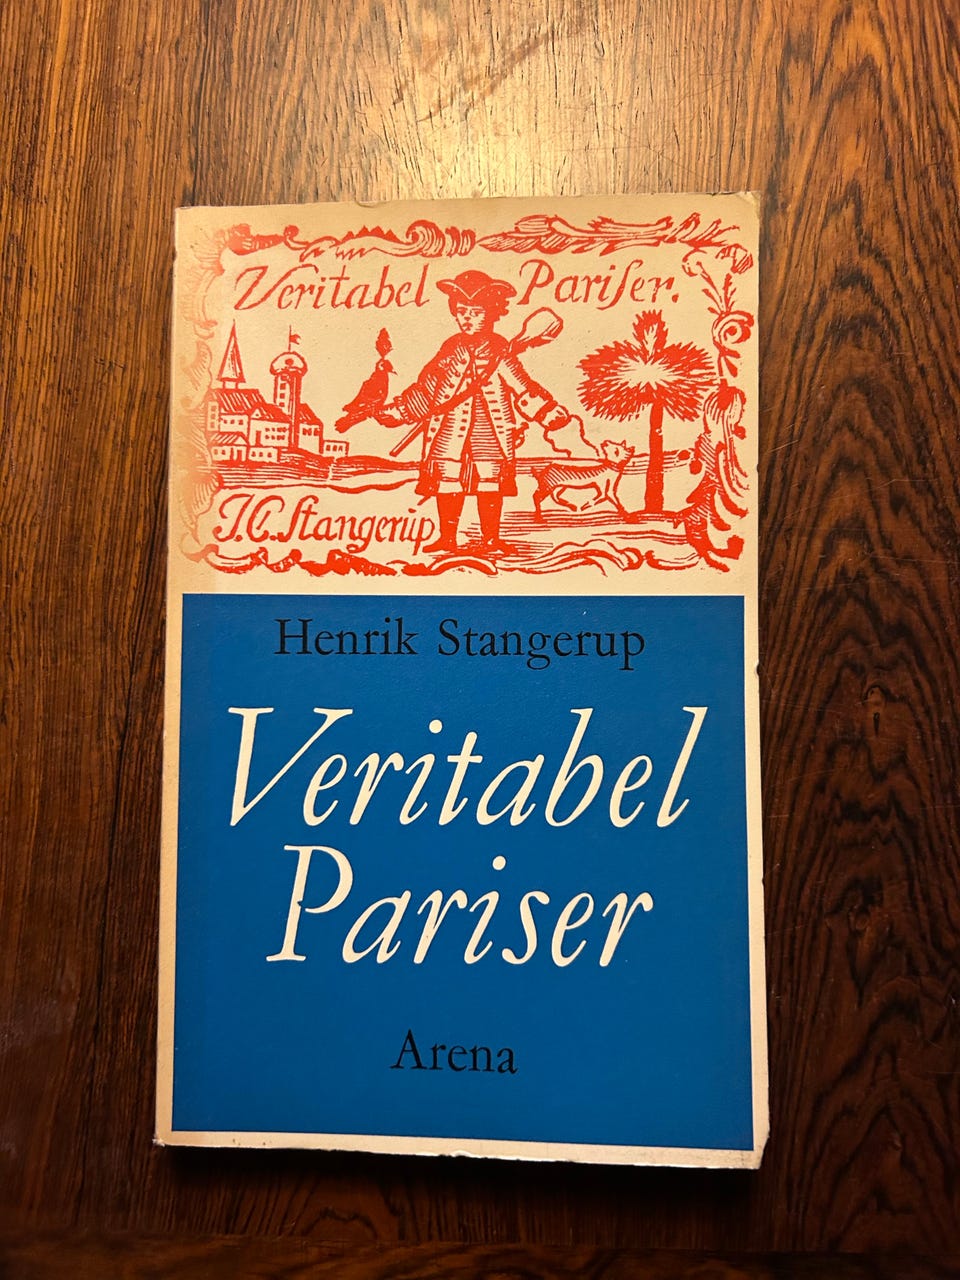 Veritabel Pariſer.
J.C. Stangerup
Henrik Stangerup
Veritabel
Pariser
Arena